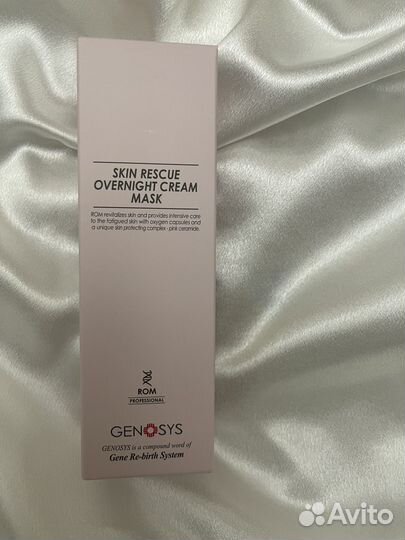 SKIN RESCUE
OVERNIGHT CREAM
MASK
ROM revitalizes skin and provides intensive care
to the fatigued skin with oxygen capsules and
a unique skin protecting complex - pink ceramide.
ROM
PROFESSIONAL
GENOSYS
GENOSYS is a compound word of
Gene Re-birth System
Avito